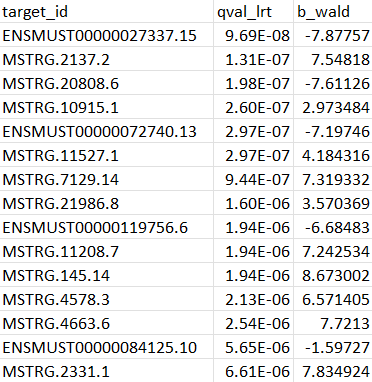 target_id qval_lrt b_wald
ENSMUST00000027337.15 9.69E-08 -7.87757
MSTRG.2137.2 1.31E-07 7.54818
MSTRG.20808.6 1.98E-07 -7.61126
MSTRG.10915.1 2.60E-07 2.973484
ENSMUST00000072740.13 2.97E-07 -7.19746
MSTRG.11527.1 2.97E-07 4.184316
MSTRG.7129.14 9.44E-07 7.319332
MSTRG.21986.8 1.60E-06 3.570369
ENSMUST00000119756.6 1.94E-06 -6.68483
MSTRG.11208.7 1.94E-06 7.242534
MSTRG.145.14 1.94E-06 8.673002
MSTRG.4578.3 2.13E-06 6.571405
MSTRG.4663.6 2.54E-06 7.7213
ENSMUST00000084125.10 5.65E-06 -1.59727
MSTRG.2331.1 6.61E-06 7.834924